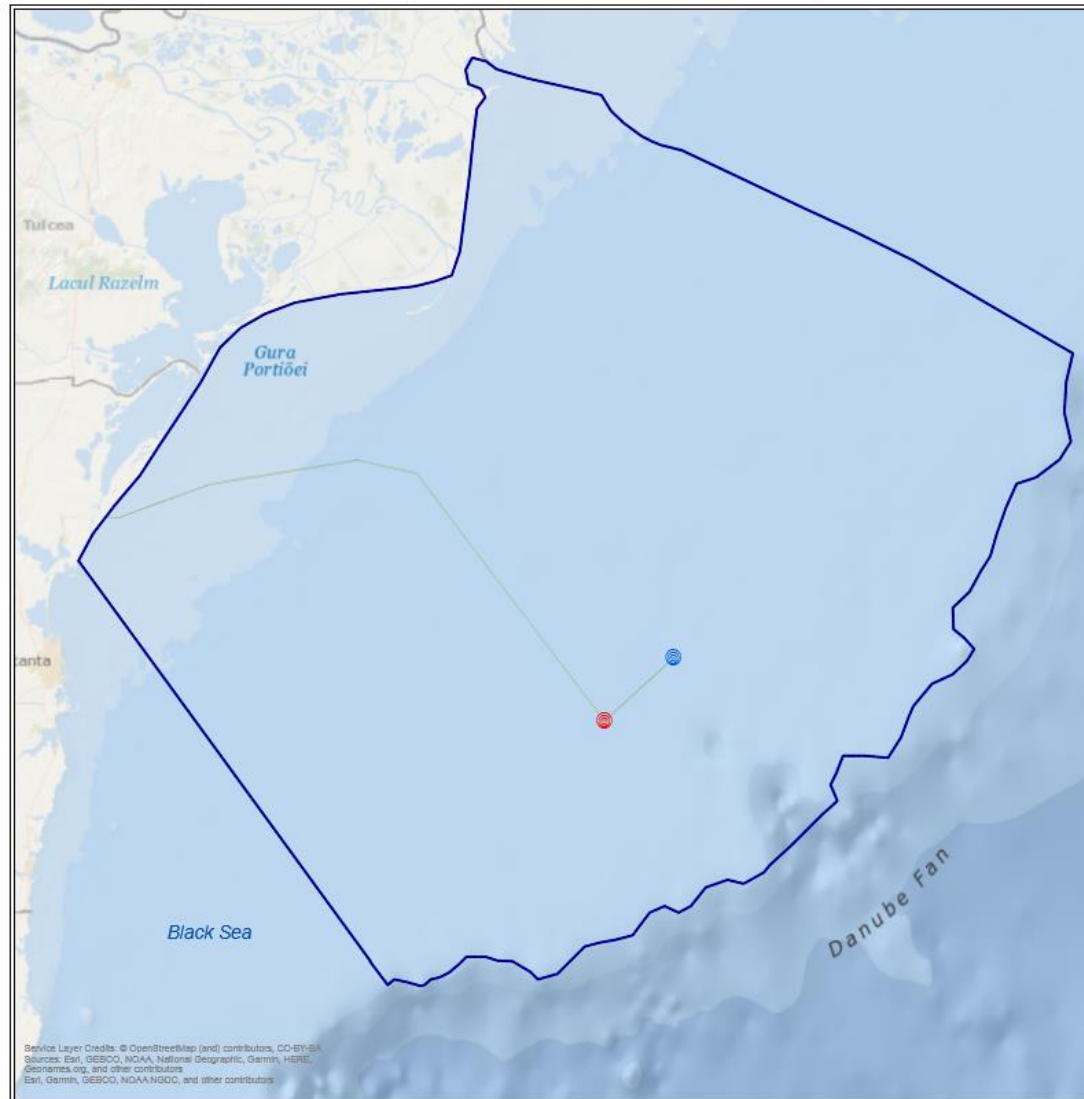 Tulcea
Lacul Razelm
Gura
Portiõei
tanta
Black Sea
Danube Fan
Service Layer Credits: © OpenStreetMap (and) contributors, CC-BY-SA
Sources: Esri, GEBCO, NOAA, National Geographic, Garmin, HERE,
Geonames.org, and other contributors
Esri, Garmin, GEBCO, NOAA NGDC, and other contributors